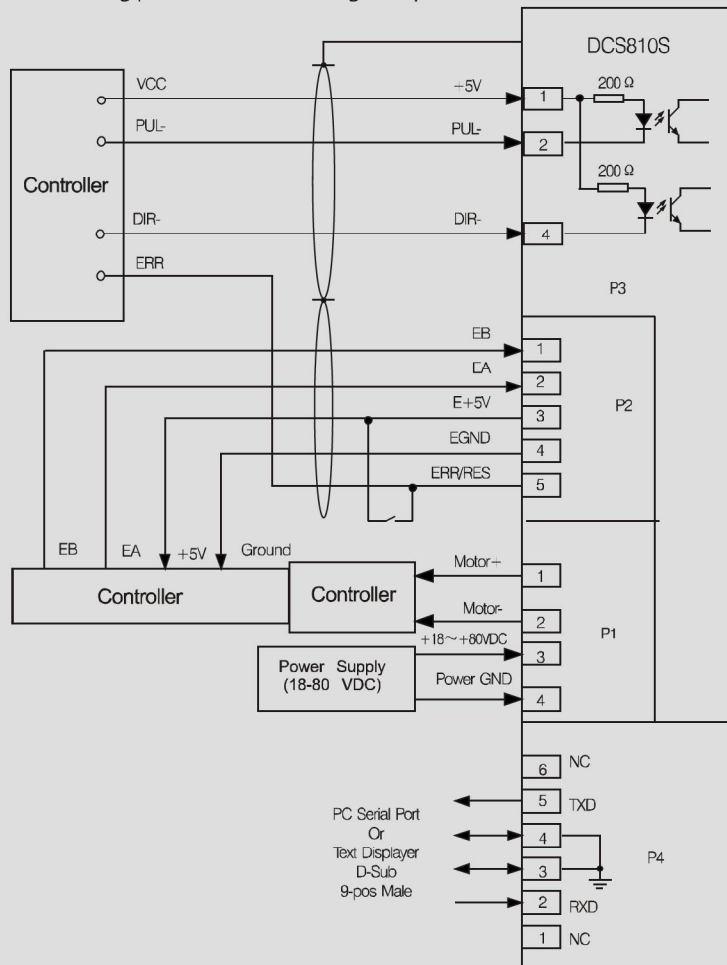 DCS810S
VCC
+5V
1
200 Ω
PUL-
PUL-
2
Controller
200 Ω
DIR-
DIR-
4
ERR
P3
EB
1
EA
2
P2
E+5V
3
EGND
4
ERR/RES
5
EB
EA
+5V
Ground
Controller
Controller
Motor+
1
Motor-
2
P1
+18～+80VDC
3
Power Supply
(18-80 VDC)
Power GND
4
6
NC
5
TXD
PC Serial Port
Or
Text Displayer
D-Sub
9-pos Male
4
3
P4
2
RXD
1
NC